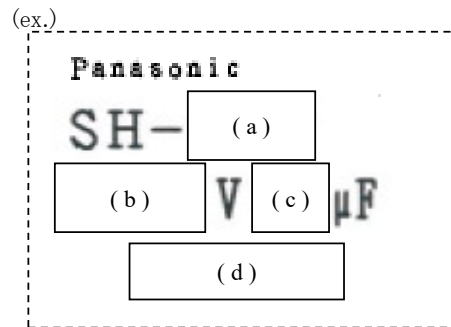 (ex.)
Panasonic
SH- (a)
(b) V (c) μF
(d)